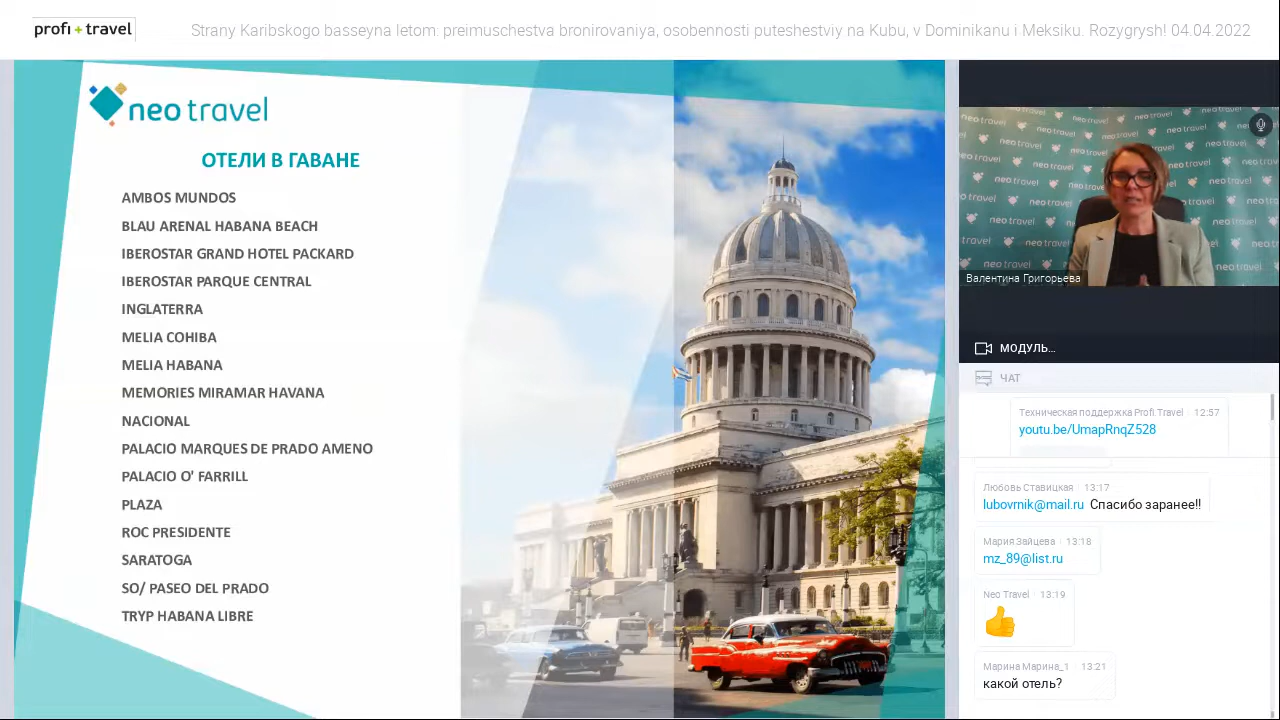 profi + travel
Strany Karibskogo basseyna letom: preimuschestva bronirovaniya, osobennosti puteshestviy na Kubu, v Dominikanu i Meksiku. Rozygrysh! 04.04.2022
neo travel
ОТЕЛИ В ГАВАНЕ
AMBOS MUNDOS
BLAU ARENAL HABANA BEACH
IBEROSTAR GRAND HOTEL PACKARD
IBEROSTAR PARQUE CENTRAL
INGLATERRA
MELIA COHIBA
MELIA HABANA
MEMORIES MIRAMAR HAVANA
NACIONAL
PALACIO MARQUES DE PRADO AMENO
PALACIO O' FARRILL
PLAZA
ROC PRESIDENTE
SARATOGA
SO/ PASEO DEL PRADO
TRYP HABANA LIBRE
Валентина Григорьева
МОДУЛЬ...
ЧАТ
Техническая поддержка Profi.Travel 12:57
youtu.be/UmapRnqZ528
Любовь Ставицкая 13:17
lubovrnik@mail.ru Спасибо заранее!!
Мария Зайцева 13:18
mz_89@list.ru
Neo Travel 13:19
Марина Марина_1 13:21
какой отель?